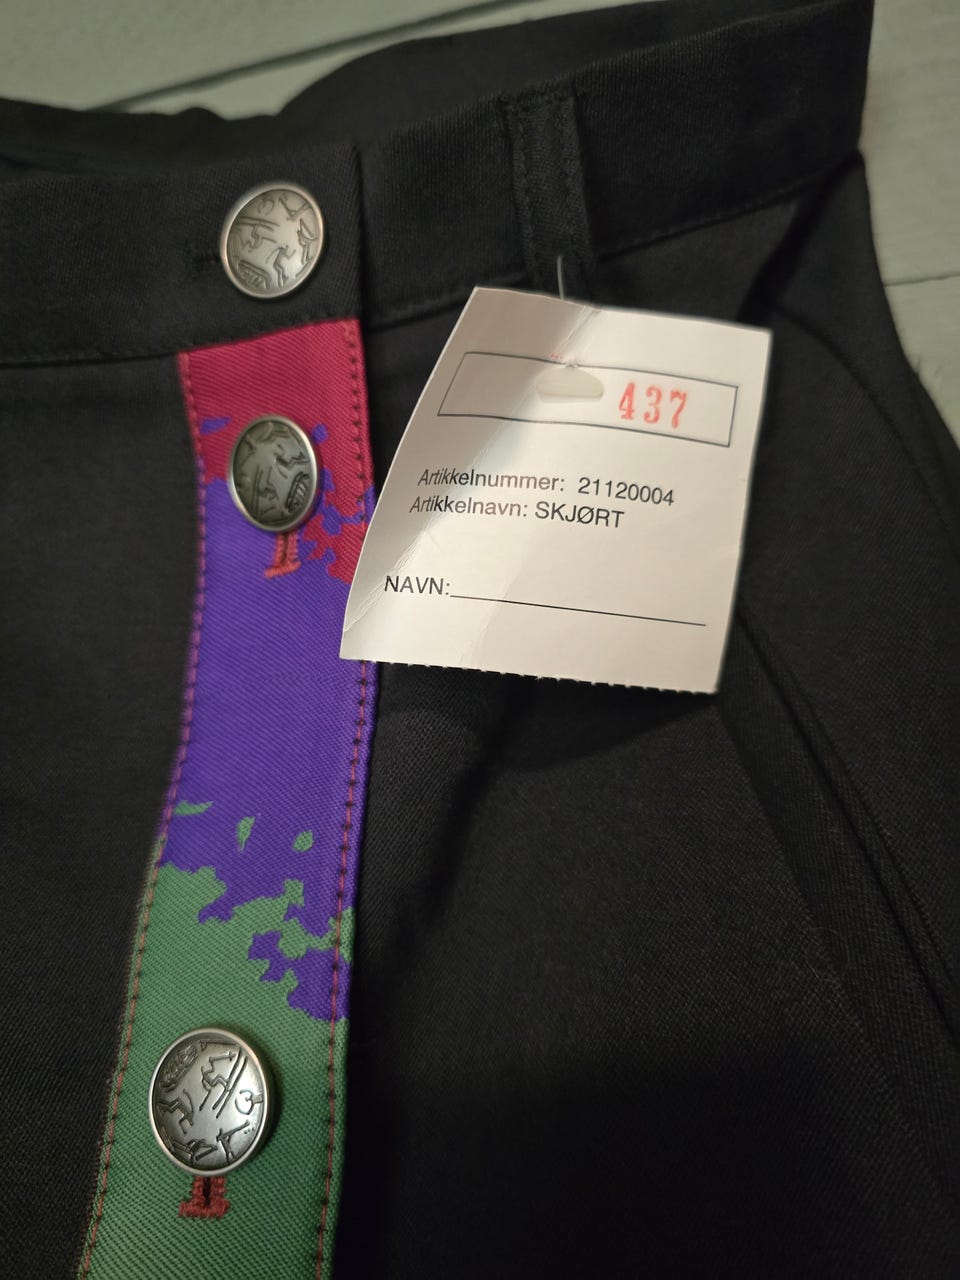 437
Artikkelnummer: 21120004
Artikkelnavn: SKJØRT
NAVN: